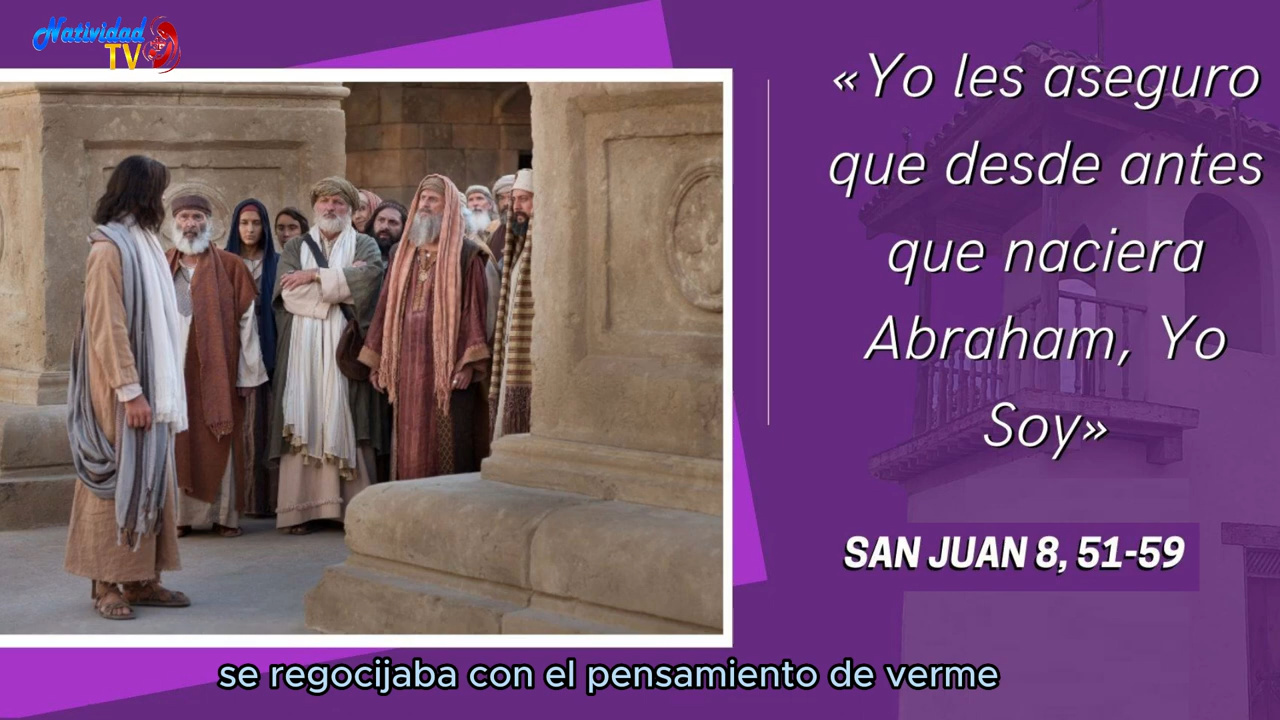 Natividad
TV
«Yo les aseguro
que desde antes
que naciera
Abraham, Yo
Soy»
SAN JUAN 8, 51-59
se regocijaba con el pensamiento de verme